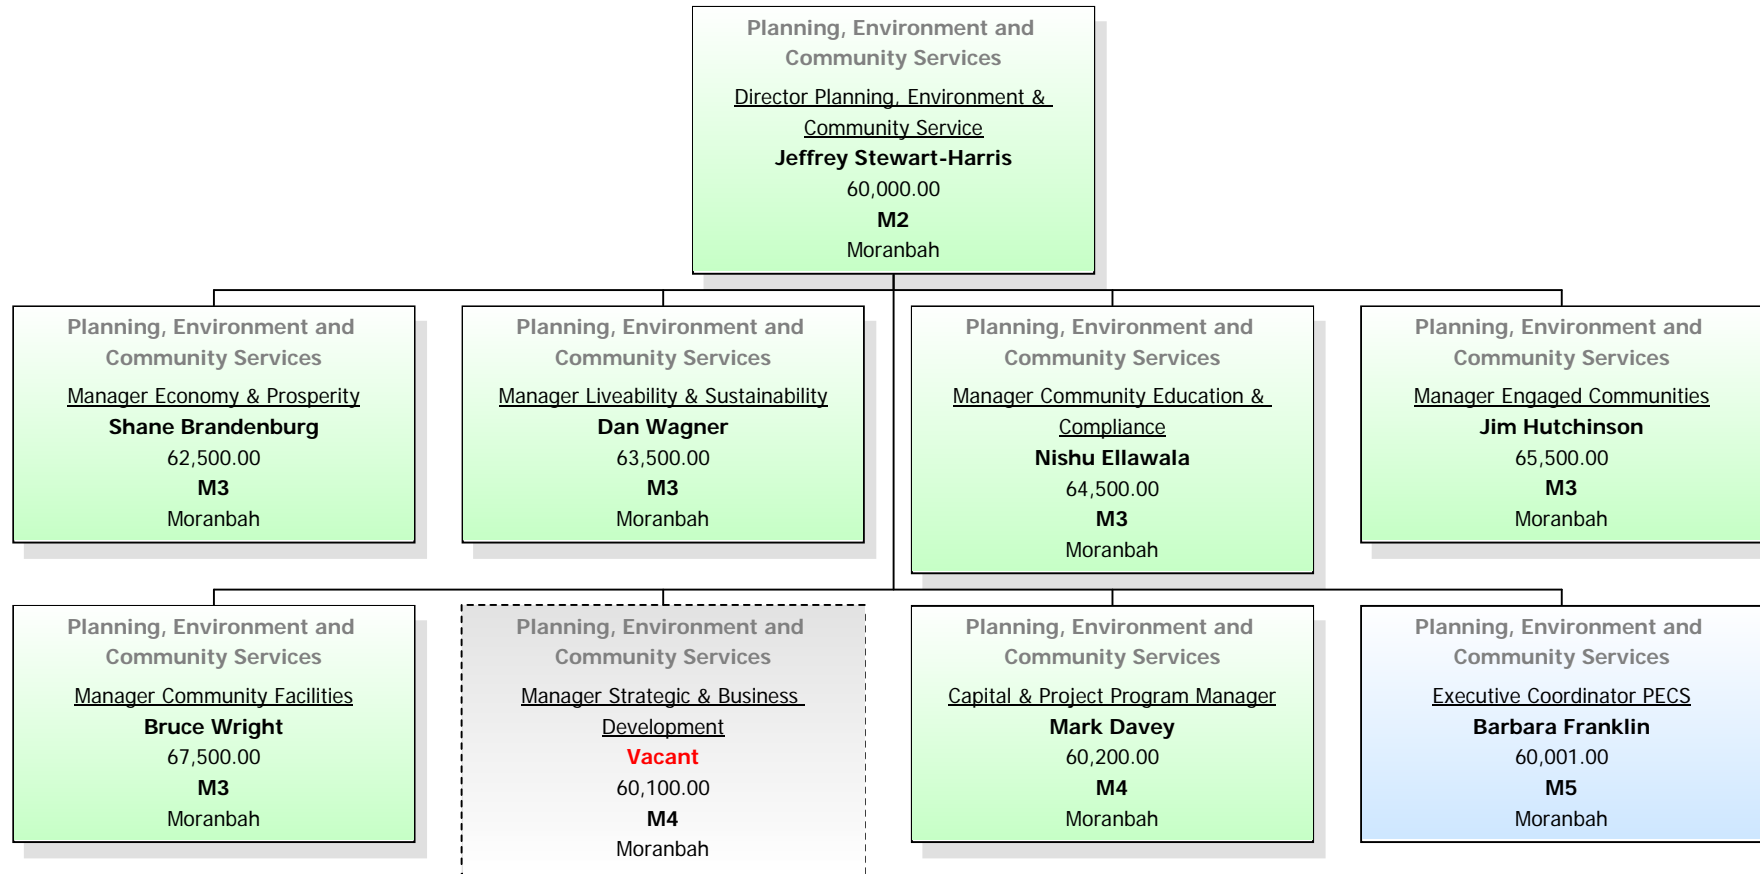 Planning, Environment and
Community Services
Director Planning, Environment &
Community Service
Jeffrey Stewart-Harris
60,000.00
M2
Moranbah
Planning, Environment and
Community Services
Manager Economy & Prosperity
Shane Brandenburg
62,500.00
M3
Moranbah
Planning, Environment and
Community Services
Manager Liveability & Sustainability
Dan Wagner
63,500.00
M3
Moranbah
Planning, Environment and
Community Services
Manager Community Education &
Compliance
Nishu Ellawala
64,500.00
M3
Moranbah
Planning, Environment and
Community Services
Manager Engaged Communities
Jim Hutchinson
65,500.00
M3
Moranbah
Planning, Environment and
Community Services
Manager Community Facilities
Bruce Wright
67,500.00
M3
Moranbah
Planning, Environment and
Community Services
Manager Strategic & Business
Development
Vacant
60,100.00
M4
Moranbah
Planning, Environment and
Community Services
Capital & Project Program Manager
Mark Davey
60,200.00
M4
Moranbah
Planning, Environment and
Community Services
Executive Coordinator PECS
Barbara Franklin
60,001.00
M5
Moranbah